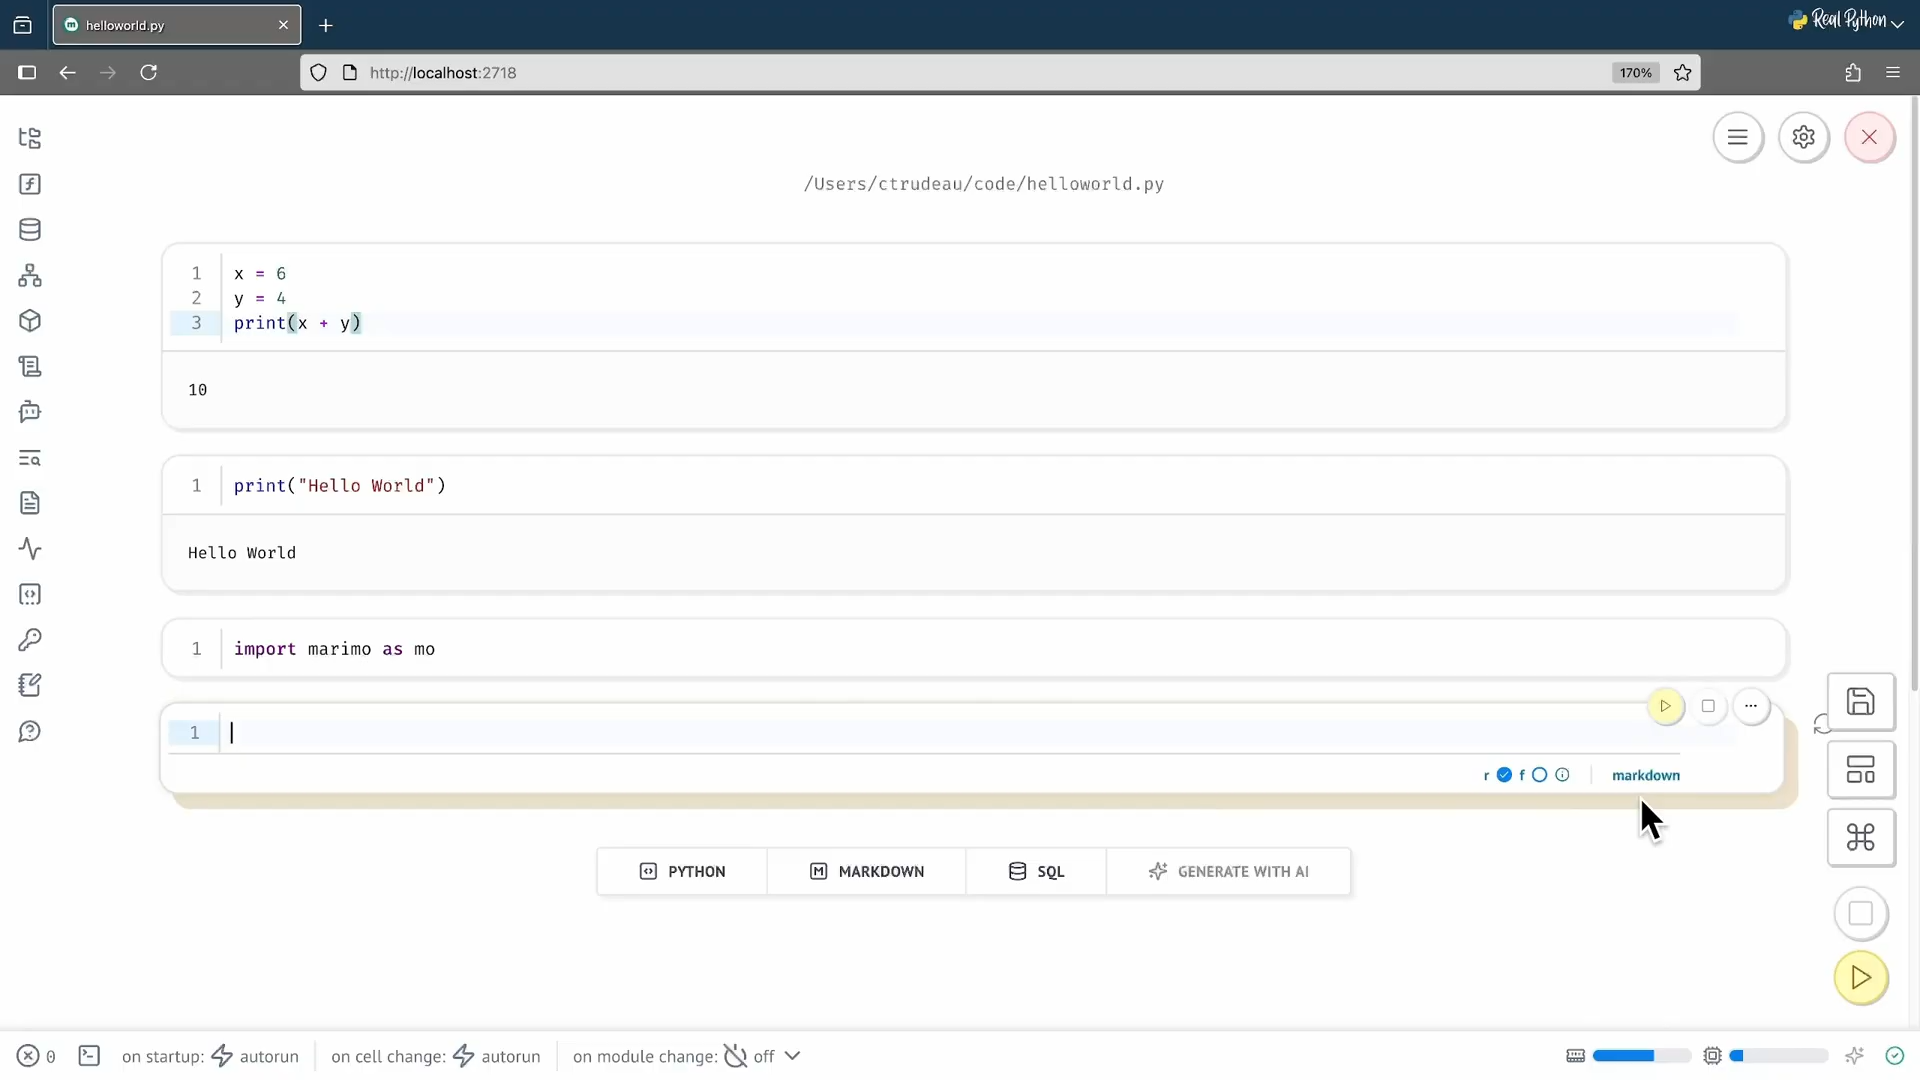 helloworld.py
Real Python
http://localhost:2718
170%
/Users/ctrudeau/code/helloworld.py
1 x = 6
2 y = 4
3 print(x + y)
10
1 print("Hello World")
Hello World
1 import marimo as mo
1
r f markdown
PYTHON MARKDOWN SQL GENERATE WITH AI
0 on startup: autorun on cell change: autorun on module change: off